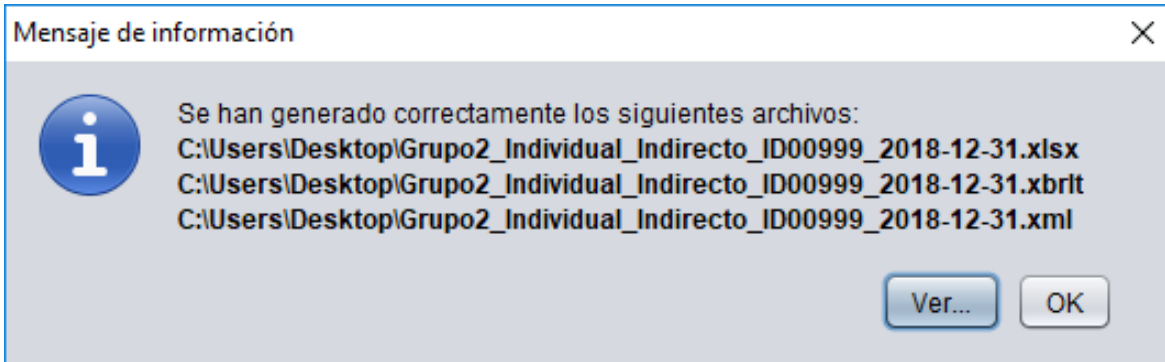 Mensaje de información
Se han generado correctamente los siguientes archivos:
C:\Users\Desktop\Grupo2_Individual_Indirecto_ID00999_2018-12-31.xlsx
C:\Users\Desktop\Grupo2_Individual_Indirecto_ID00999_2018-12-31.xbrlt
C:\Users\Desktop\Grupo2_Individual_Indirecto_ID00999_2018-12-31.xml
Ver... OK